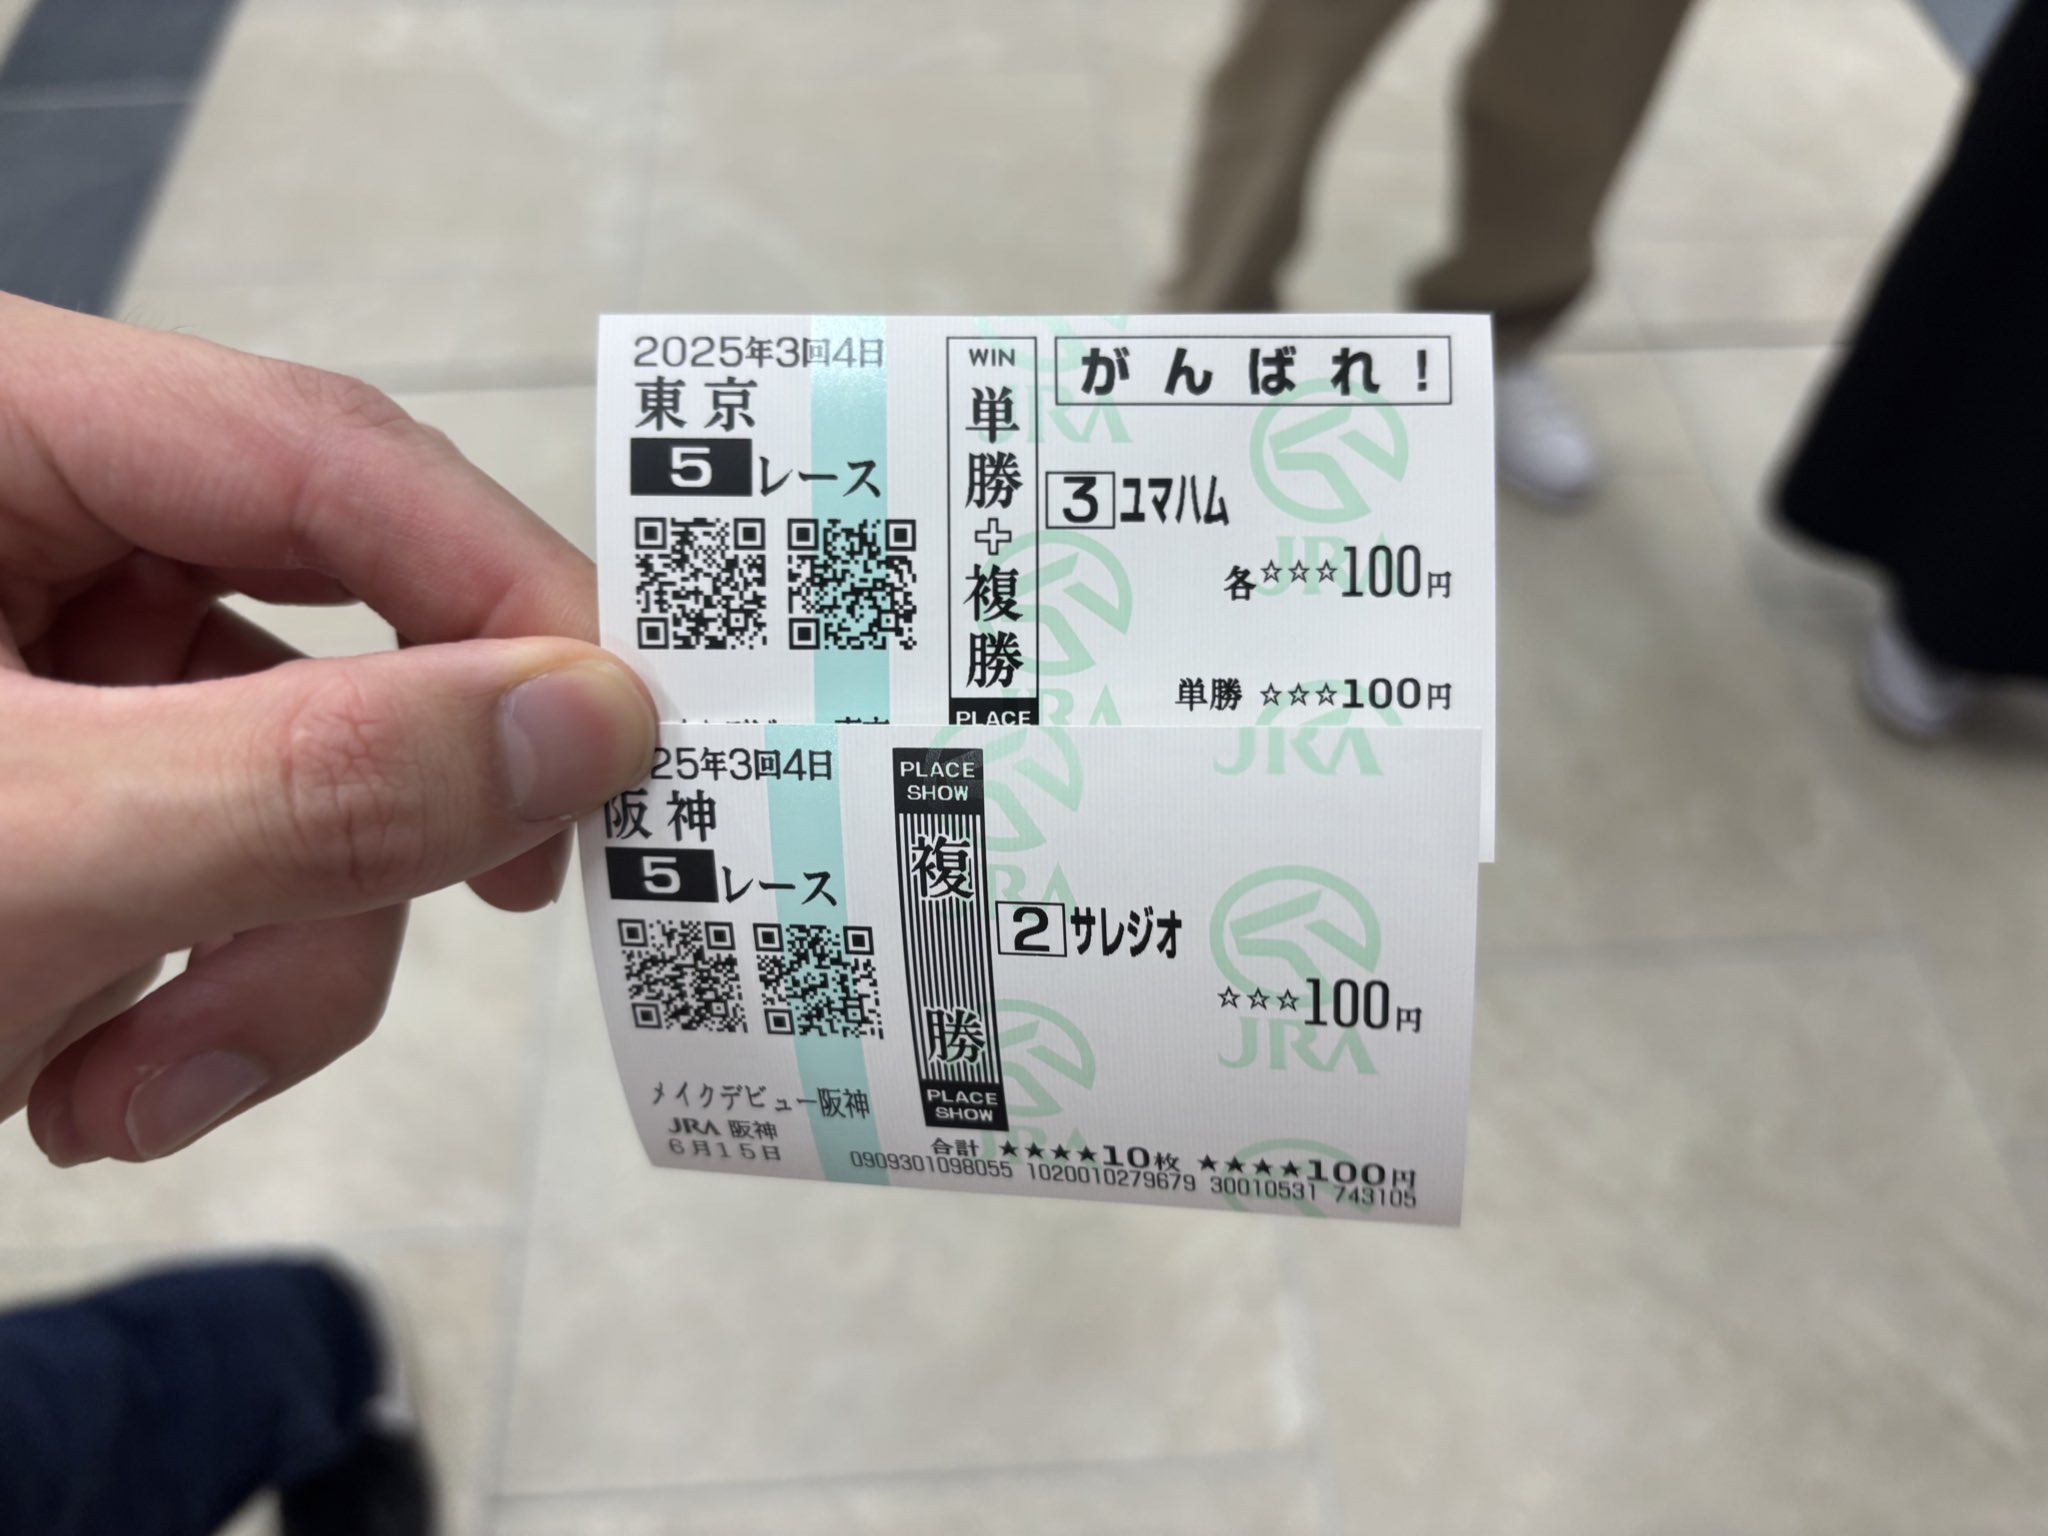 2025年3回4日
東京
5レース
WIN
単勝+複勝
PLACE
がんばれ!
3 ユマハム
各☆☆☆100円
単勝 ☆☆☆100円
JRA
25年3回4日
阪神
5レース
PLACE
SHOW
複勝
PLACE
SHOW
2 サレジオ
☆☆☆100円
JRA
メイクデビュー阪神
JRA 阪神
6月15日
合計 ★★★★10枚 ★★★★100円
0909301098055 1020010279679 30010531 743105